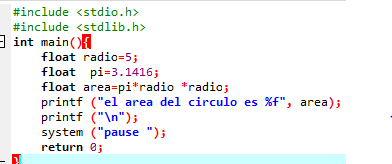 #include <stdio.h>
#include <stdlib.h>
int main(){
    float radio=5;
    float  pi=3.1416;
    float area=pi*radio *radio;
    printf ("el area del circulo es %f", area);
    printf ("\n");
    system ("pause ");
    return 0;
}